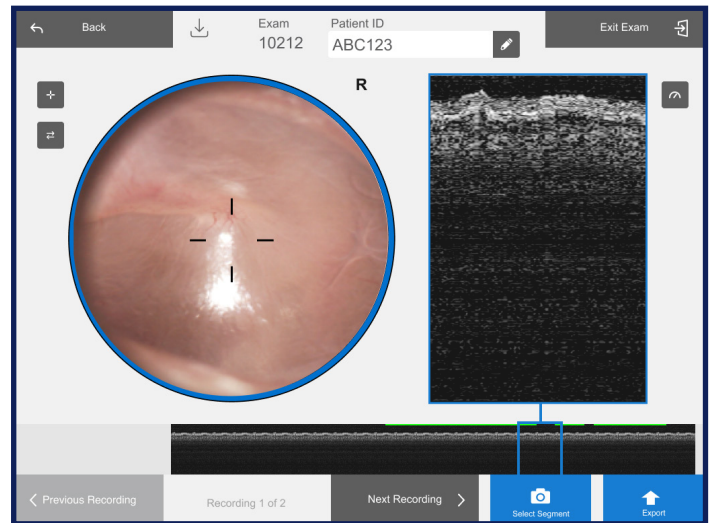 Back
Exam
10212
Patient ID
ABC123
Exit Exam
R
Previous Recording
Recording 1 of 2
Next Recording
Select Segment
Export